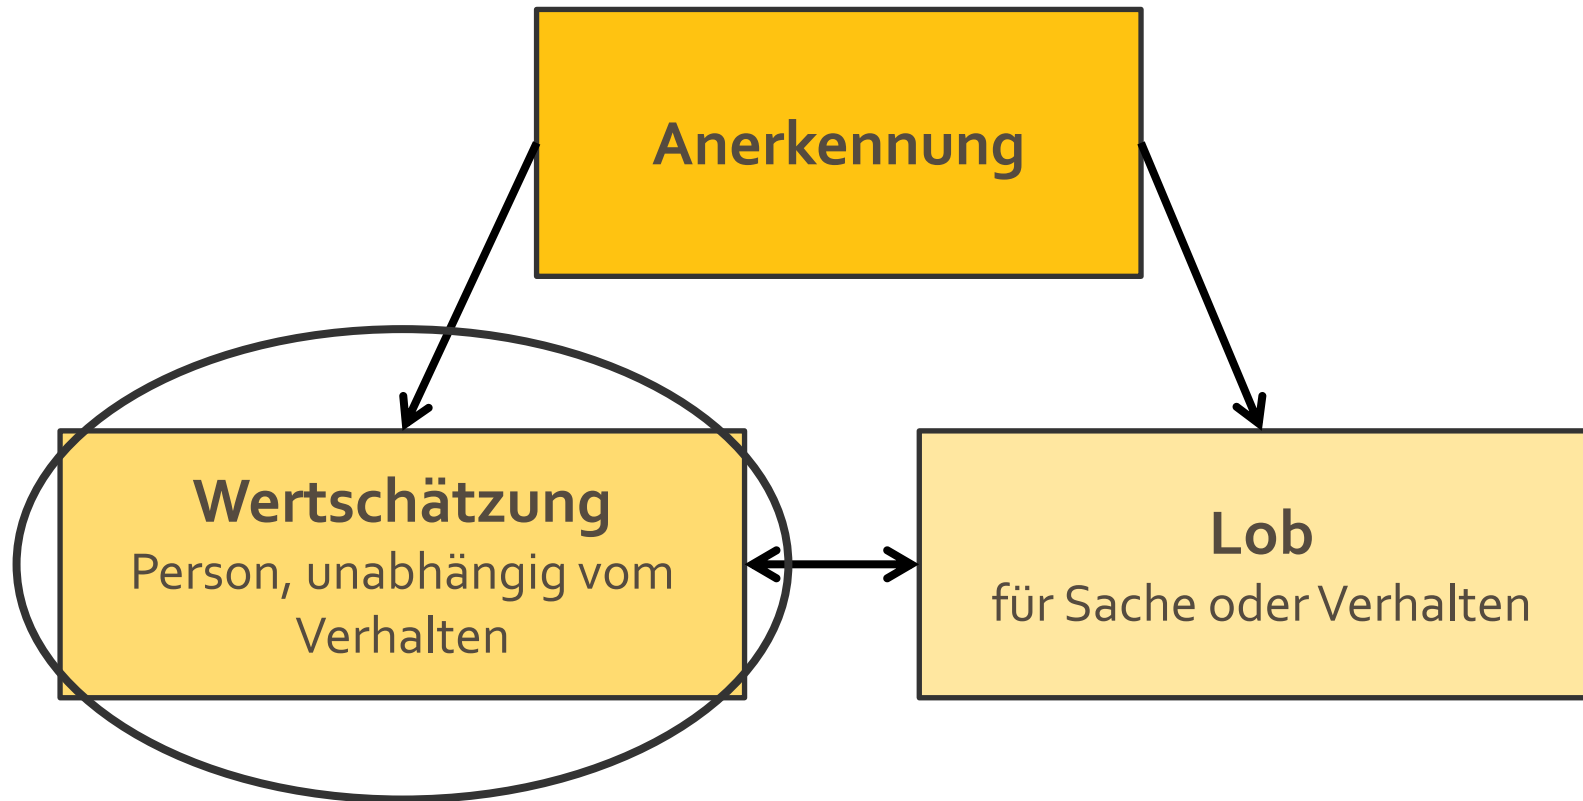 Anerkennung
Wertschätzung
Person, unabhängig vom
Verhalten
Lob
für Sache oder Verhalten